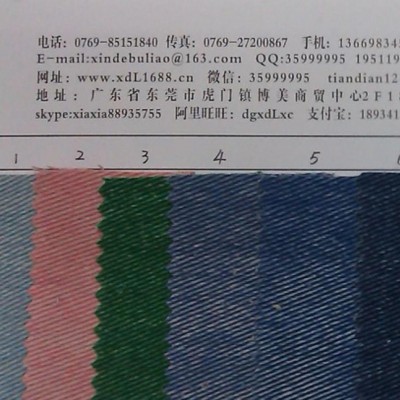 电话: 0769-85151840 传真: 0769-27200867 手机: 13669834
E-mail:xindebuliao@163.com QQ:35999995 195119
网址: www.xdL1688.cn 微信: 35999995 tiandian12
地址: 广东省东莞市虎门镇博美商贸中心2F1
skype:xiaxia88935755 阿里旺旺: dgxdLxc 支付宝: 189341
1 2 3 4 5